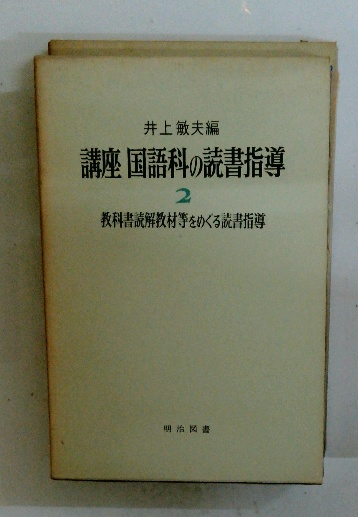 井上敏夫編
講座 国語科の読書指導
2
教科書読解教材等をめぐる読書指導
明治図書